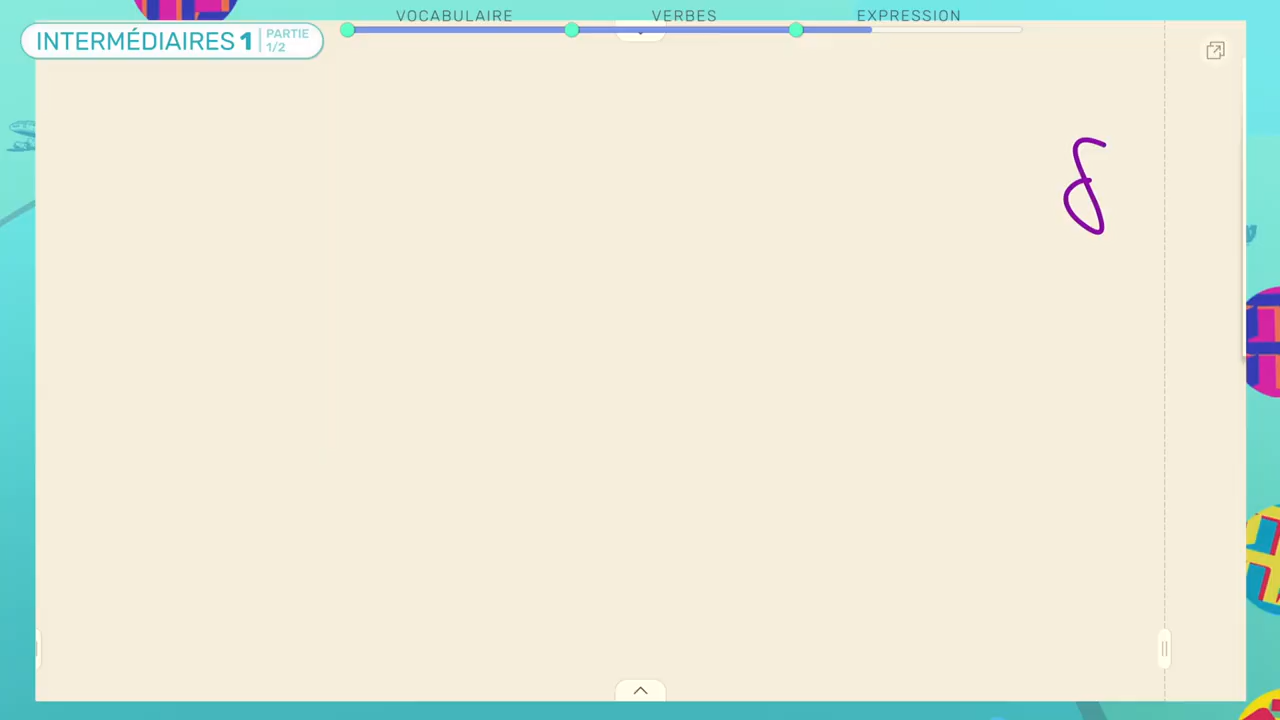 VOCABULAIRE VERBES EXPRESSION
INTERMÉDIAIRES 1 PARTIE 1/2